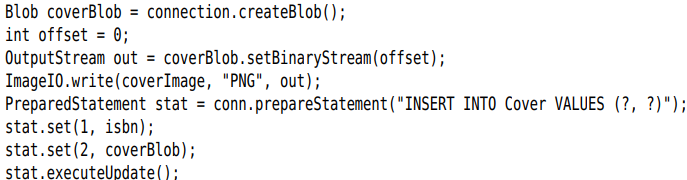 Blob coverBlob = connection.createBlob();
int offset = 0;
OutputStream out = coverBlob.setBinaryStream(offset);
ImageIO.write(coverImage, "PNG", out);
PreparedStatement stat = conn.prepareStatement("INSERT INTO Cover VALUES (?, ?)");
stat.set(1, isbn);
stat.set(2, coverBlob);
stat.executeUpdate();